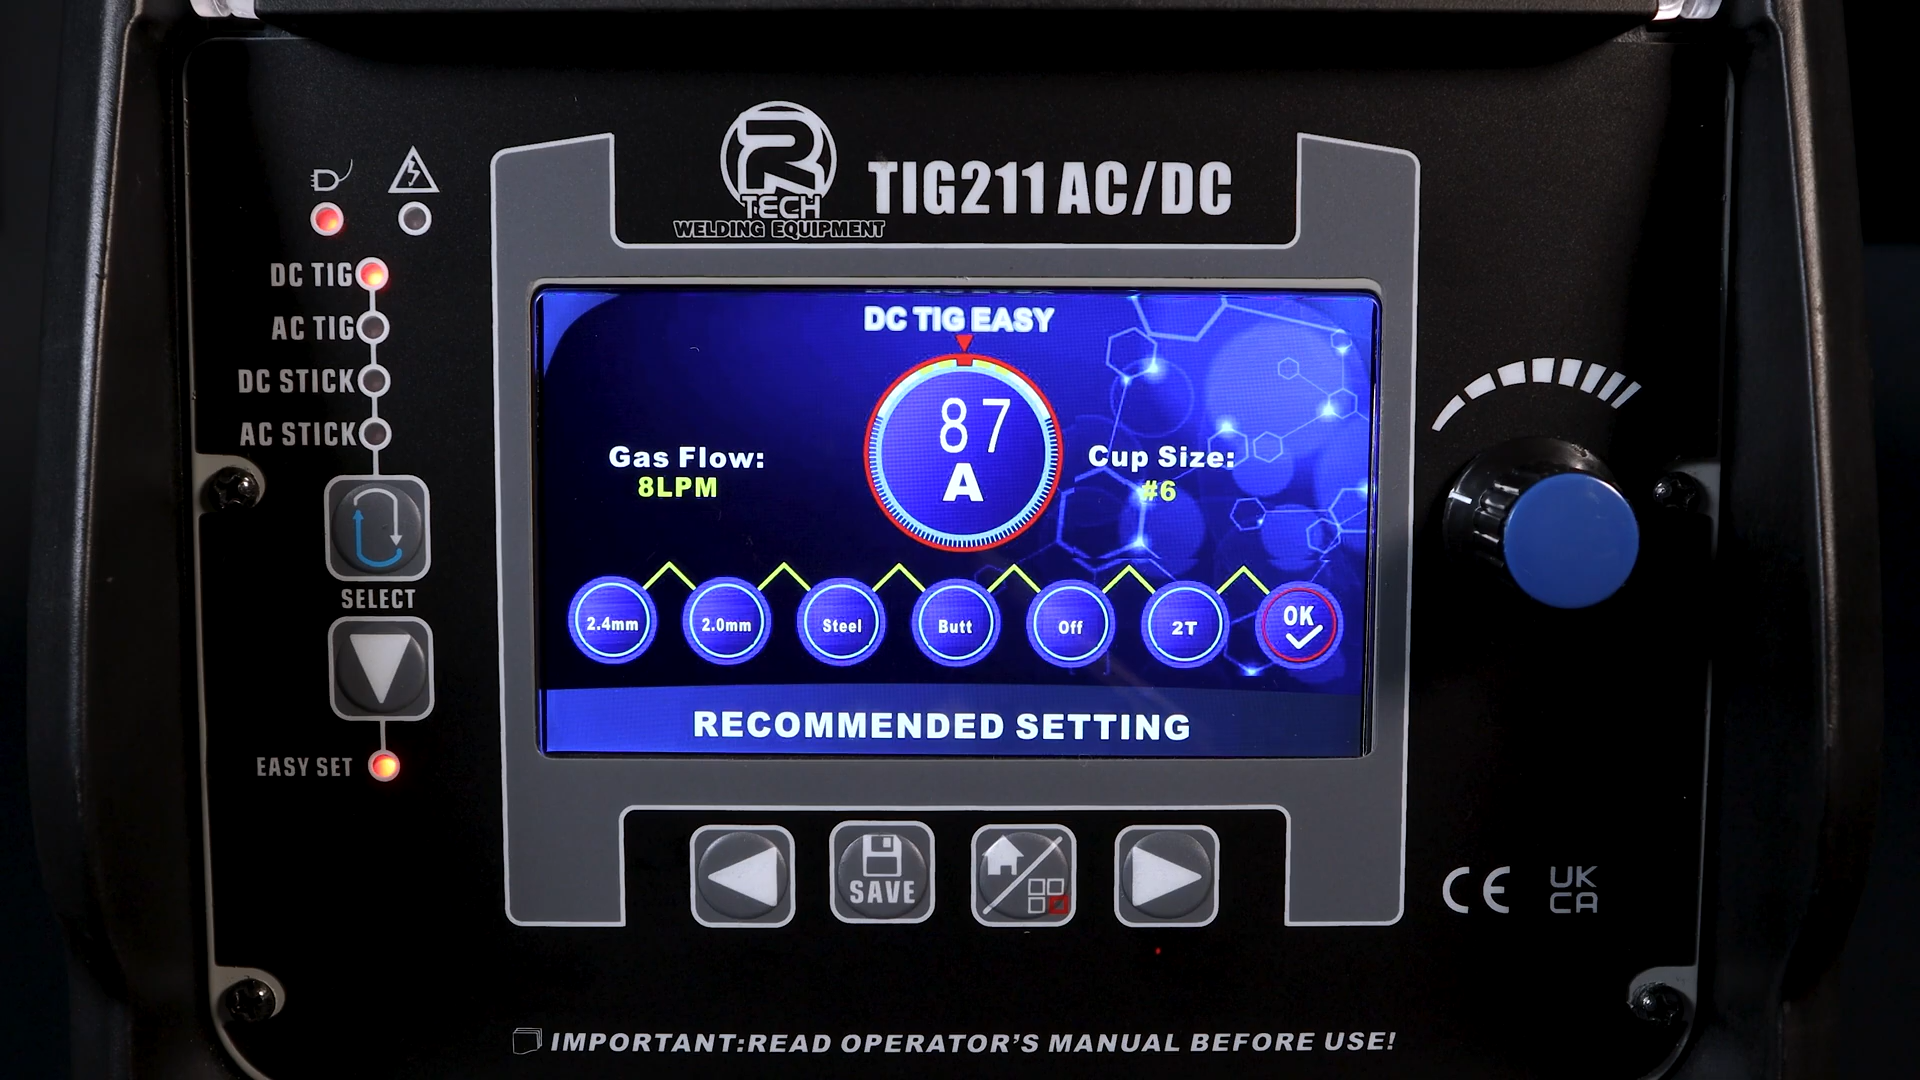 R
TECH
WELDING EQUIPMENT
TIG211 AC/DC
DC TIG
AC TIG
DC STICK
AC STICK
SELECT
EASY SET
DC TIG EASY
87
A
Gas Flow:
8LPM
Cup Size:
#6
2.4mm
2.0mm
Steel
Butt
Off
2T
OK
RECOMMENDED SETTING
SAVE
CE
UK
CA
IMPORTANT:READ OPERATOR'S MANUAL BEFORE USE!